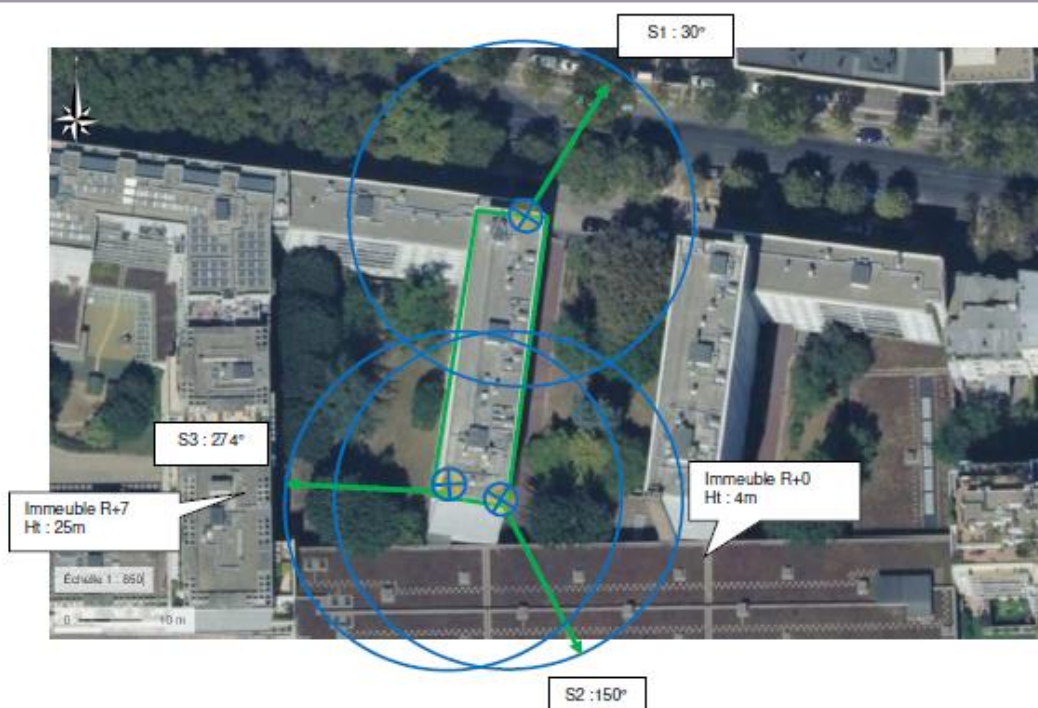 S1 : 30°
S3 : 274°
Immeuble R+7
Ht : 25m
Immeuble R+0
Ht : 4m
Échelle 1 : 850
0 10 m
S2 :150°